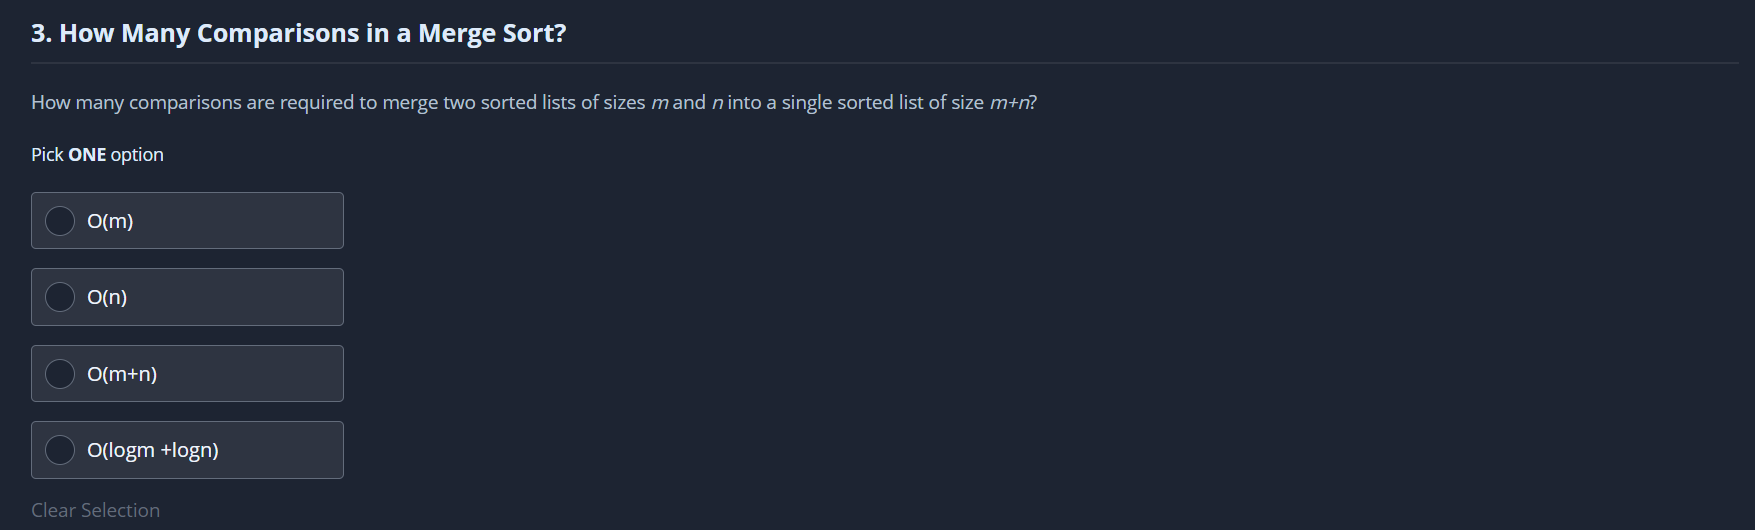 3. How Many Comparisons in a Merge Sort?
How many comparisons are required to merge two sorted lists of sizes m and n into a single sorted list of size m+n?
Pick ONE option
O(m)
O(n)
O(m+n)
O(logm +logn)
Clear Selection